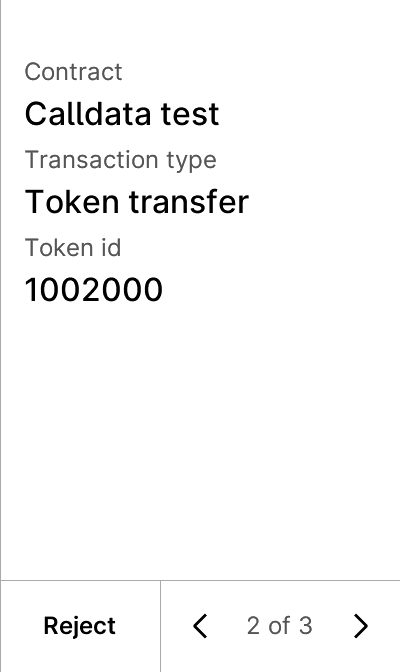 Contract
Calldata test
Transaction type
Token transfer
Token id
1002000
Reject
2 of 3